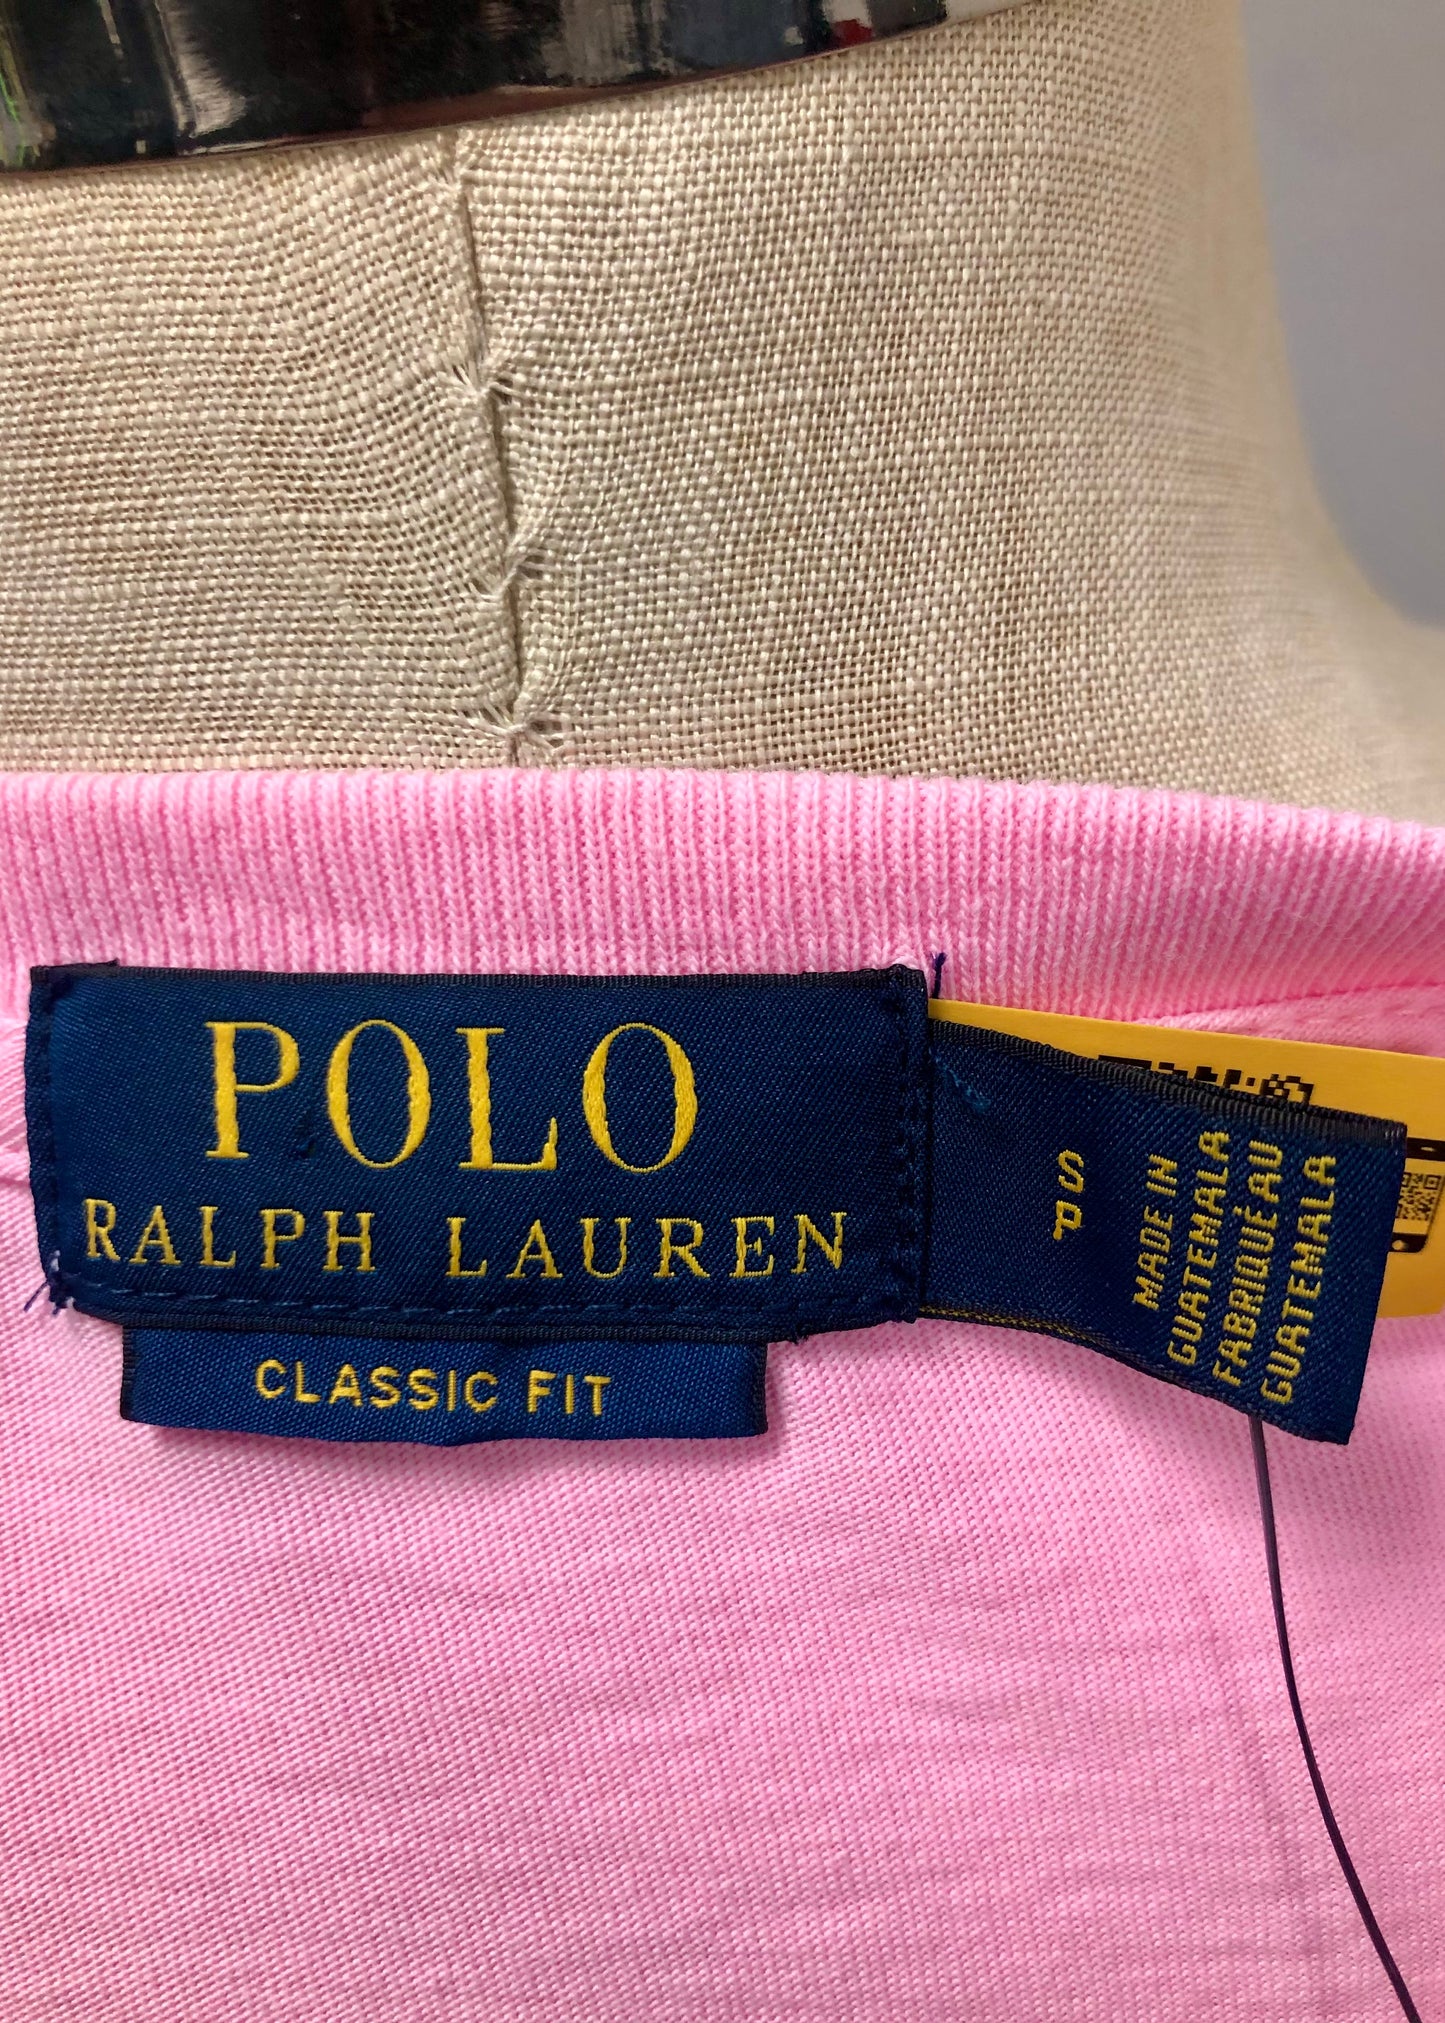 POLO
RALPH LAUREN
CLASSIC FIT
S
P
MADE IN
GUATEMALA
FABRIQUÉ AU
GUATEMALA